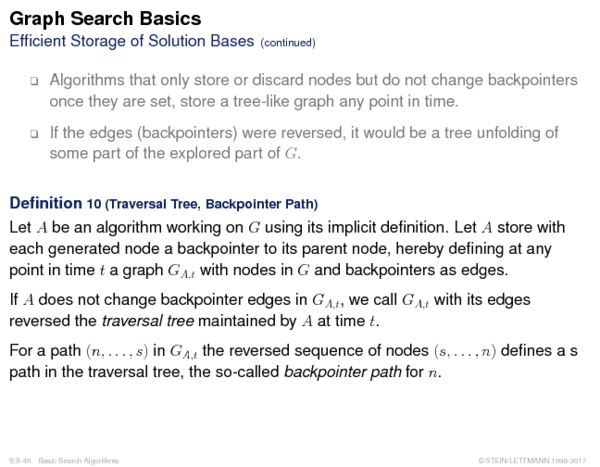 Graph Search Basics
Efficient Storage of Solution Bases (continued)
❑ Algorithms that only store or discard nodes but do not change backpointers
once they are set, store a tree-like graph any point in time.
❑ If the edges (backpointers) were reversed, it would be a tree unfolding of
some part of the explored part of G.
Definition 10 (Traversal Tree, Backpointer Path)
Let A be an algorithm working on G using its implicit definition. Let A store with
each generated node a backpointer to its parent node, hereby defining at any
point in time t a graph G_{A,t} with nodes in G and backpointers as edges.
If A does not change backpointer edges in G_{A,t}, we call G_{A,t} with its edges
reversed the traversal tree maintained by A at time t.
For a path (n, . . . , s) in G_{A,t} the reversed sequence of nodes (s, . . . , n) defines a s
path in the traversal tree, the so-called backpointer path for n.
S:II-46 Basic Search Algorithms © STEIN/LETTMANN 1998-2017